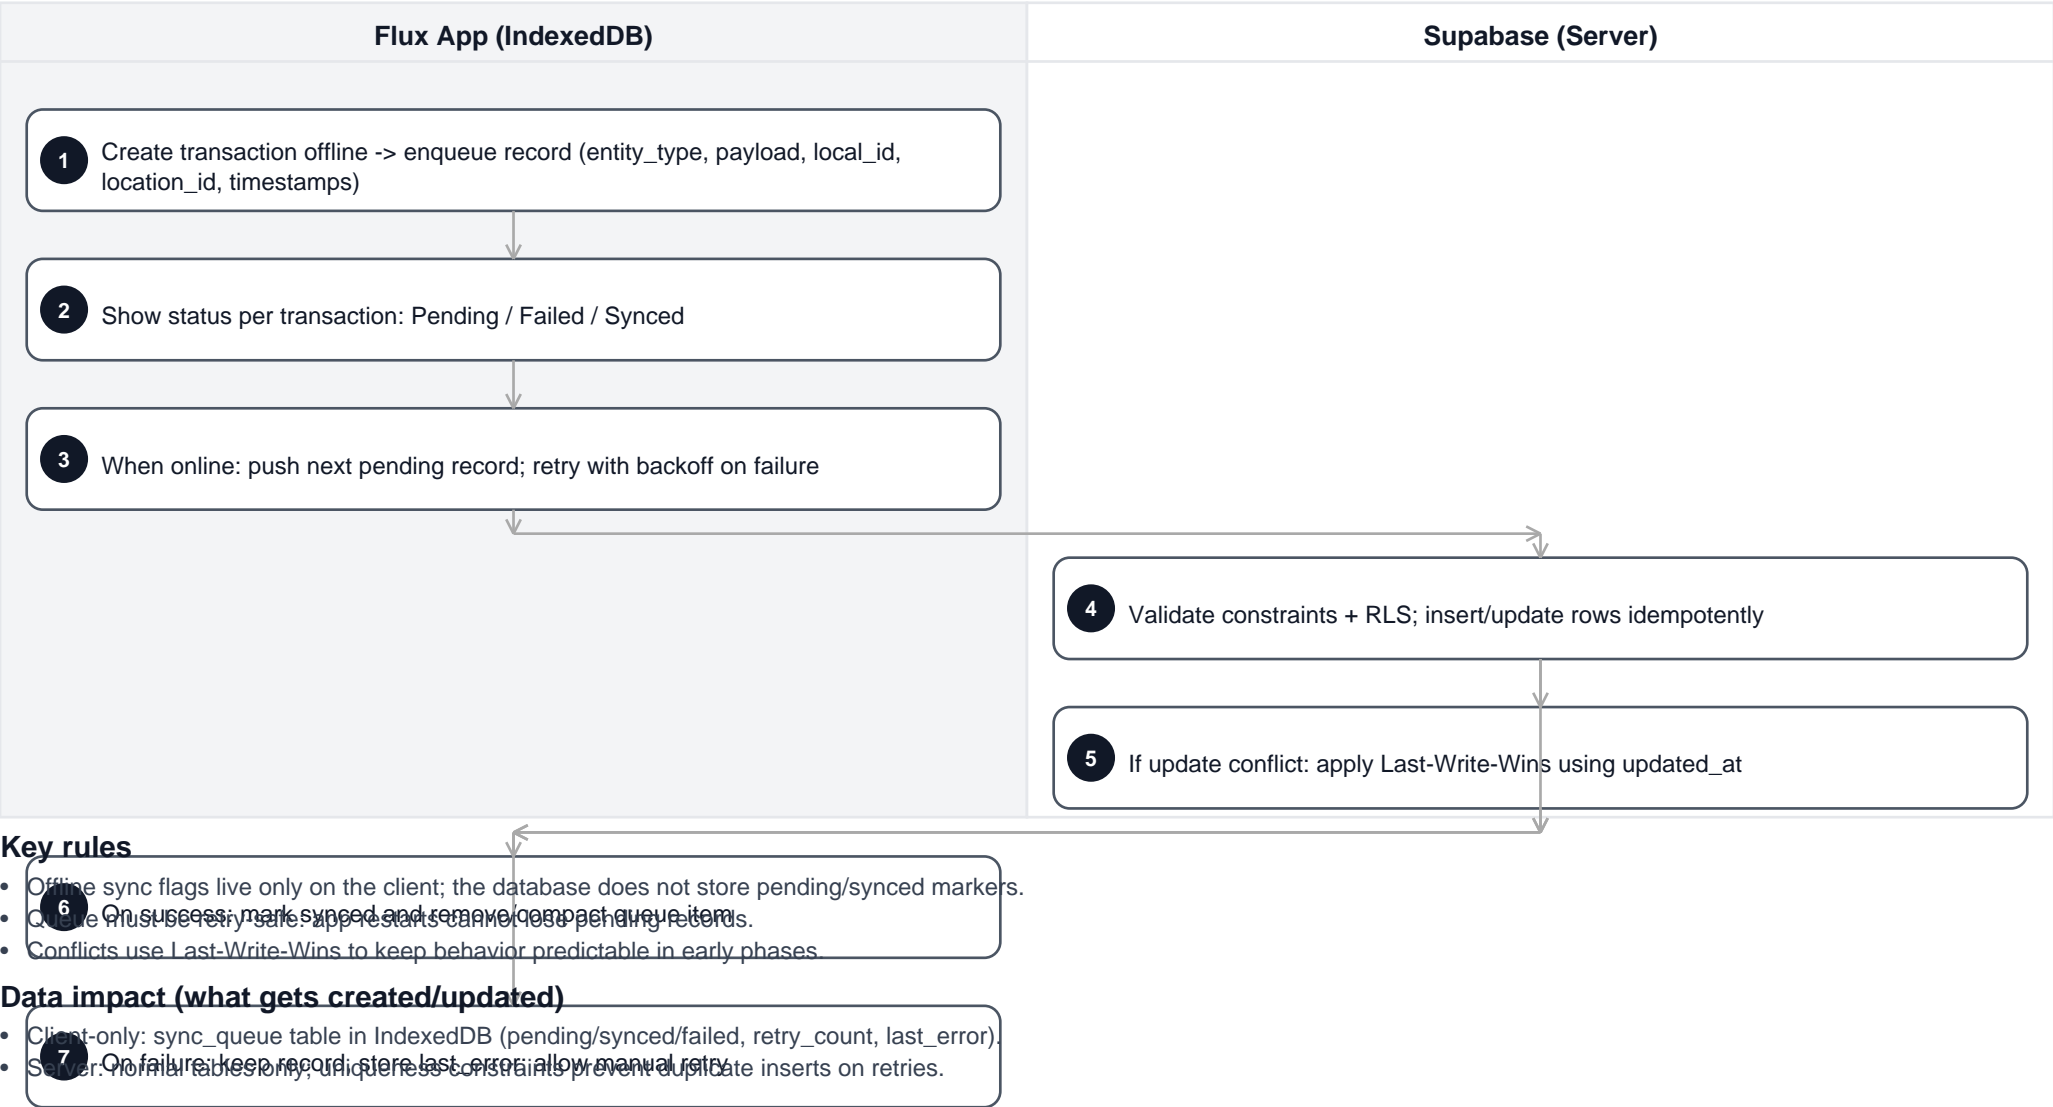 Flux App (IndexedDB)
Supabase (Server)
1
Create transaction offline -> enqueue record (entity_type, payload, local_id,
location_id, timestamps)
2
Show status per transaction: Pending / Failed / Synced
3
When online: push next pending record; retry with backoff on failure
4
Validate constraints + RLS; insert/update rows idempotently
5
If update conflict: apply Last-Write-Wins using updated_at
Key rules
• Offline sync flags live only on the client; the database does not store pending/synced markers.
6
On success: mark synced and remove/compact queue item
• Queue must be retry-safe: app restarts cannot lose pending records.
• Conflicts use Last-Write-Wins to keep behavior predictable in early phases.
Data impact (what gets created/updated)
• Client-only: sync_queue table in IndexedDB (pending/synced/failed, retry_count, last_error).
7
On failure: keep record, store last_error, allow manual retry
• Server: normal tables only; uniqueness constraints prevent duplicate inserts on retries.